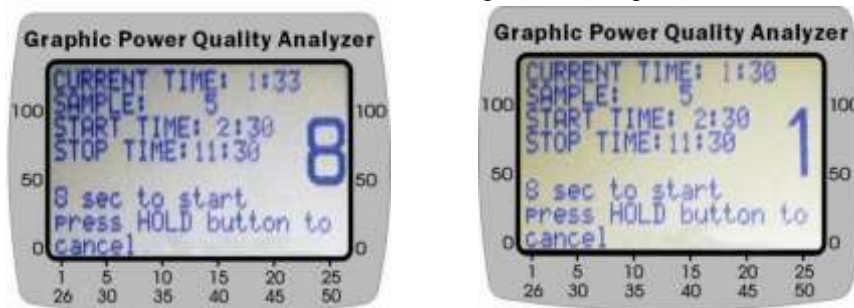 Graphic Power Quality Analyzer
CURRENT TIME: 1:33
SAMPLE: 5
START TIME: 2:30
STOP TIME:11:30
8
8 sec to start
Press HOLD button to
cancel
100
50
0
100
50
0
1 5 10 15 20 25
26 30 35 40 45 50
Graphic Power Quality Analyzer
CURRENT TIME: 1:30
SAMPLE: 5
START TIME: 2:30
STOP TIME:11:30
1
8 sec to start
Press HOLD button to
cancel
100
50
0
100
50
0
1 5 10 15 20 25
26 30 35 40 45 50